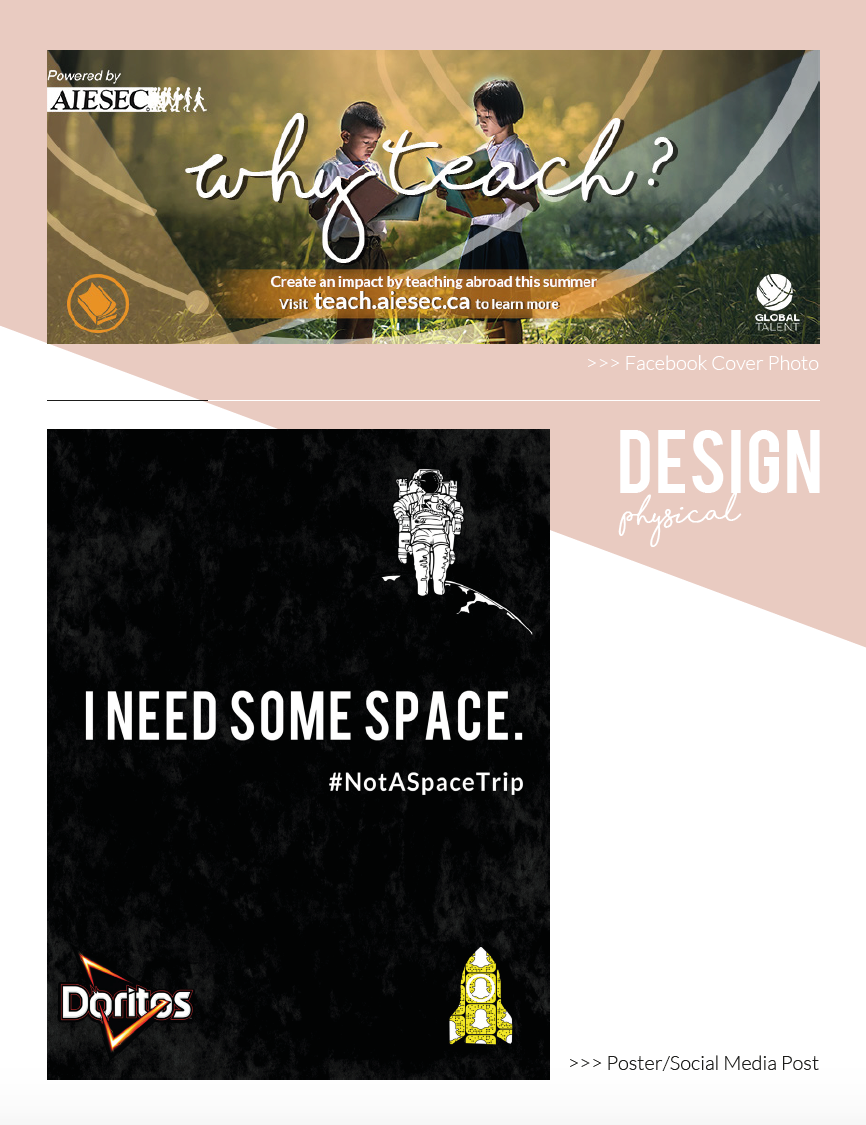 Powered by
AIESEC
why teach?
Create an impact by teaching abroad this summer
Visit teach.aiesec.ca to learn more
GLOBAL
TALENT
>>> Facebook Cover Photo
DESIGN
physical
I NEED SOME SPACE.
#NotASpaceTrip
Doritos
>>> Poster/Social Media Post